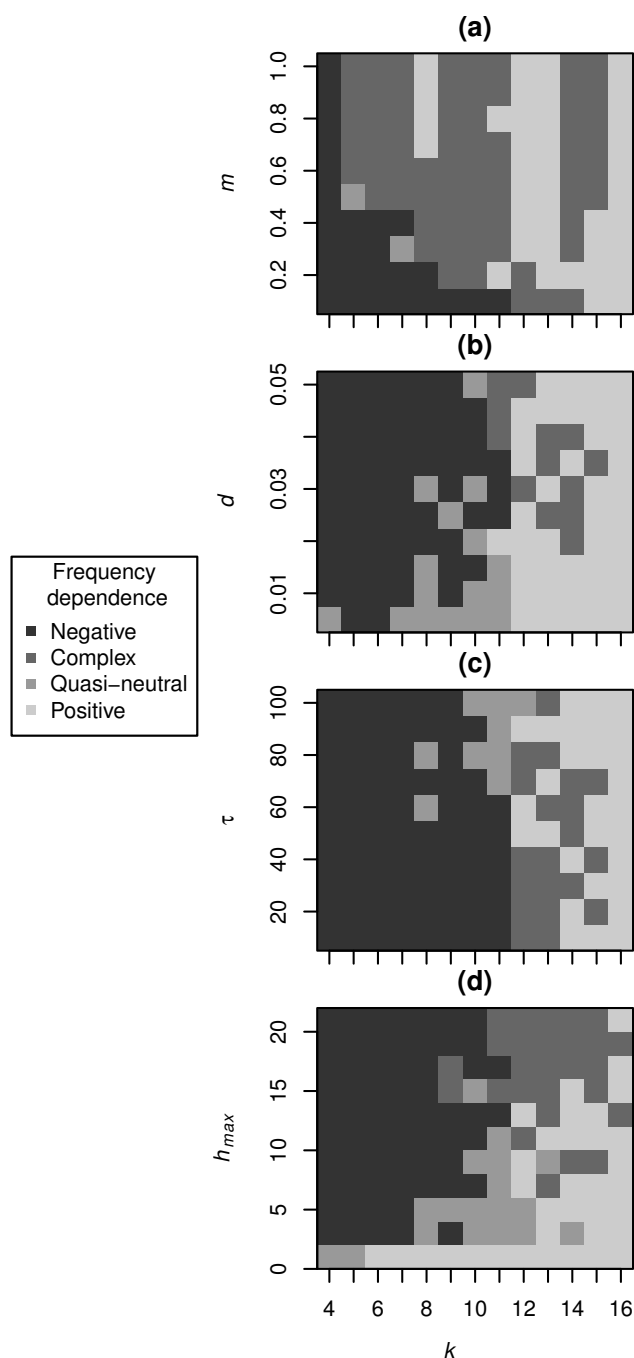 (a)
1.0
0.8
0.6
0.4
0.2
m
(b)
0.05
0.03
0.01
d
Frequency
dependence
Negative
Complex
Quasi−neutral
Positive
(c)
100
80
60
40
20
τ
(d)
20
15
10
5
0
hmax
4 6 8 10 12 14 16
k